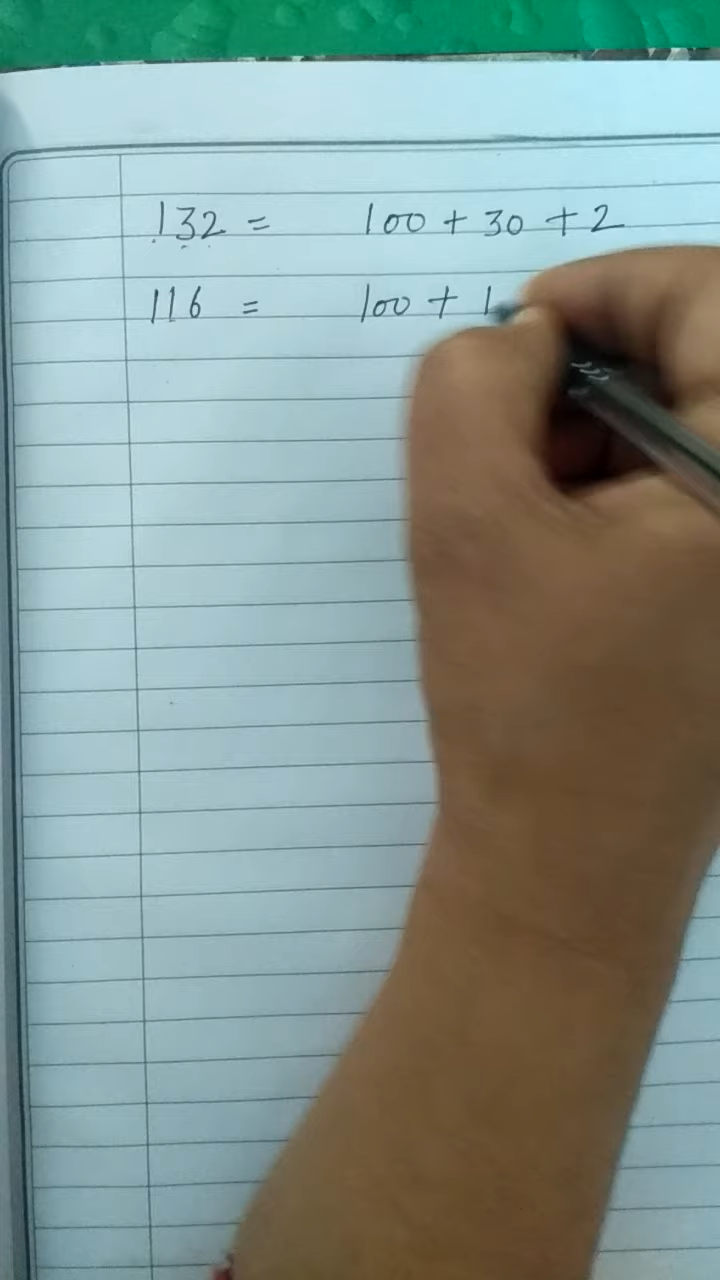 132 = 100 + 30 + 2
116 = 100 + 1